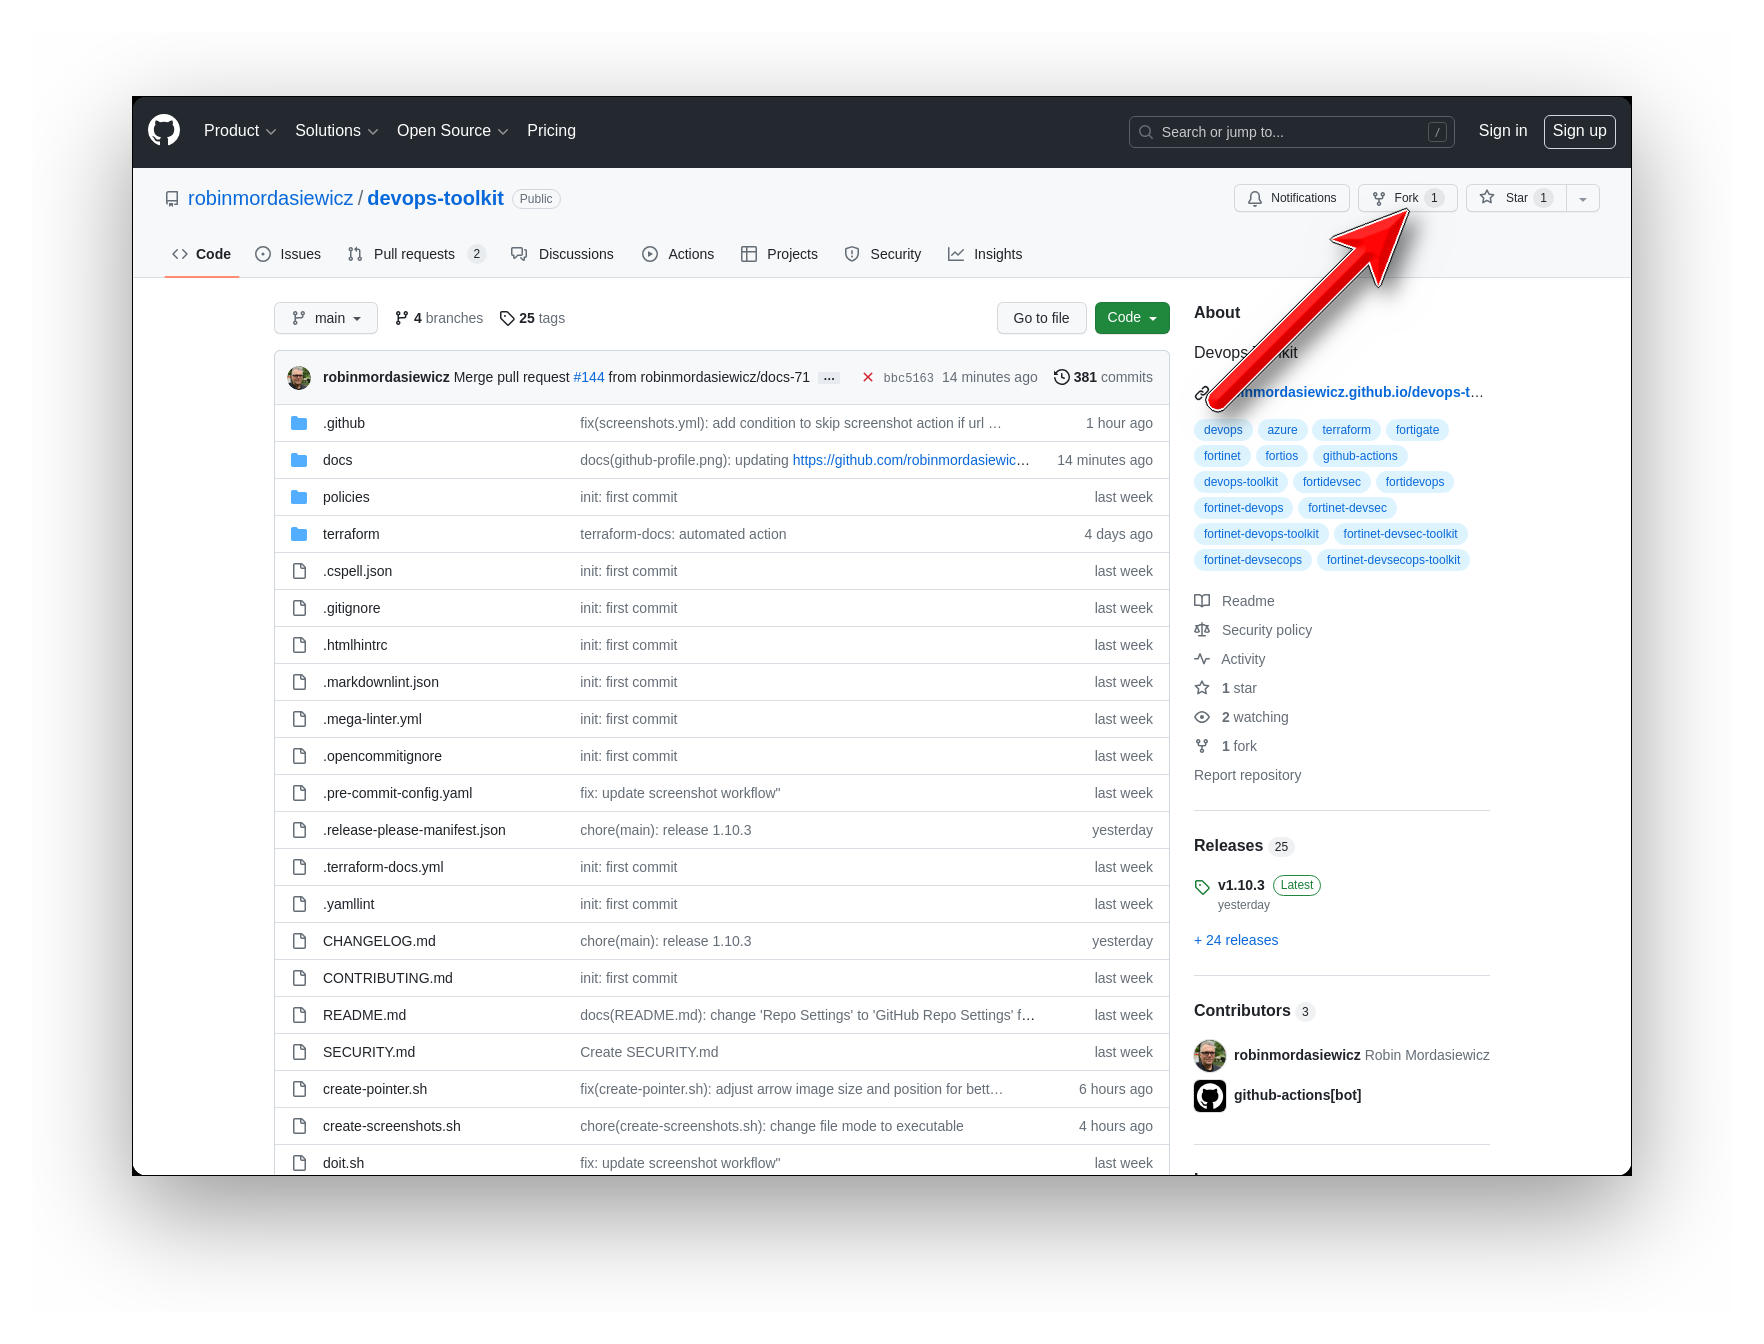 Product Solutions Open Source Pricing Search or jump to... / Sign in Sign up
robinmordasiewicz / devops-toolkit Public Notifications Fork 1 Star 1
Code Issues Pull requests 2 Discussions Actions Projects Security Insights
main 4 branches 25 tags Go to file Code
robinmordasiewicz Merge pull request #144 from robinmordasiewicz/docs-71 ... bbc5163 14 minutes ago 381 commits
.github fix(screenshots.yml): add condition to skip screenshot action if url … 1 hour ago
docs docs(github-profile.png): updating https://github.com/robinmordasiewic… 14 minutes ago
policies init: first commit last week
terraform terraform-docs: automated action 4 days ago
.cspell.json init: first commit last week
.gitignore init: first commit last week
.htmlhintrc init: first commit last week
.markdownlint.json init: first commit last week
.mega-linter.yml init: first commit last week
.opencommitignore init: first commit last week
.pre-commit-config.yaml fix: update screenshot workflow" last week
.release-please-manifest.json chore(main): release 1.10.3 yesterday
.terraform-docs.yml init: first commit last week
.yamllint init: first commit last week
CHANGELOG.md chore(main): release 1.10.3 yesterday
CONTRIBUTING.md init: first commit last week
README.md docs(README.md): change 'Repo Settings' to 'GitHub Repo Settings' f… last week
SECURITY.md Create SECURITY.md last week
create-pointer.sh fix(create-pointer.sh): adjust arrow image size and position for bett… 6 hours ago
create-screenshots.sh chore(create-screenshots.sh): change file mode to executable 4 hours ago
doit.sh fix: update screenshot workflow" last week
About
Devops
inmordasiewicz.github.io/devops-t…
devops azure terraform fortigate
fortinet fortios github-actions
devops-toolkit fortidevsec fortidevops
fortinet-devops fortinet-devsec
fortinet-devops-toolkit fortinet-devsec-toolkit
fortinet-devsecops fortinet-devsecops-toolkit
Readme
Security policy
Activity
1 star
2 watching
1 fork
Report repository
Releases 25
v1.10.3 Latest
yesterday
+ 24 releases
Contributors 3
robinmordasiewicz Robin Mordasiewicz
github-actions[bot]